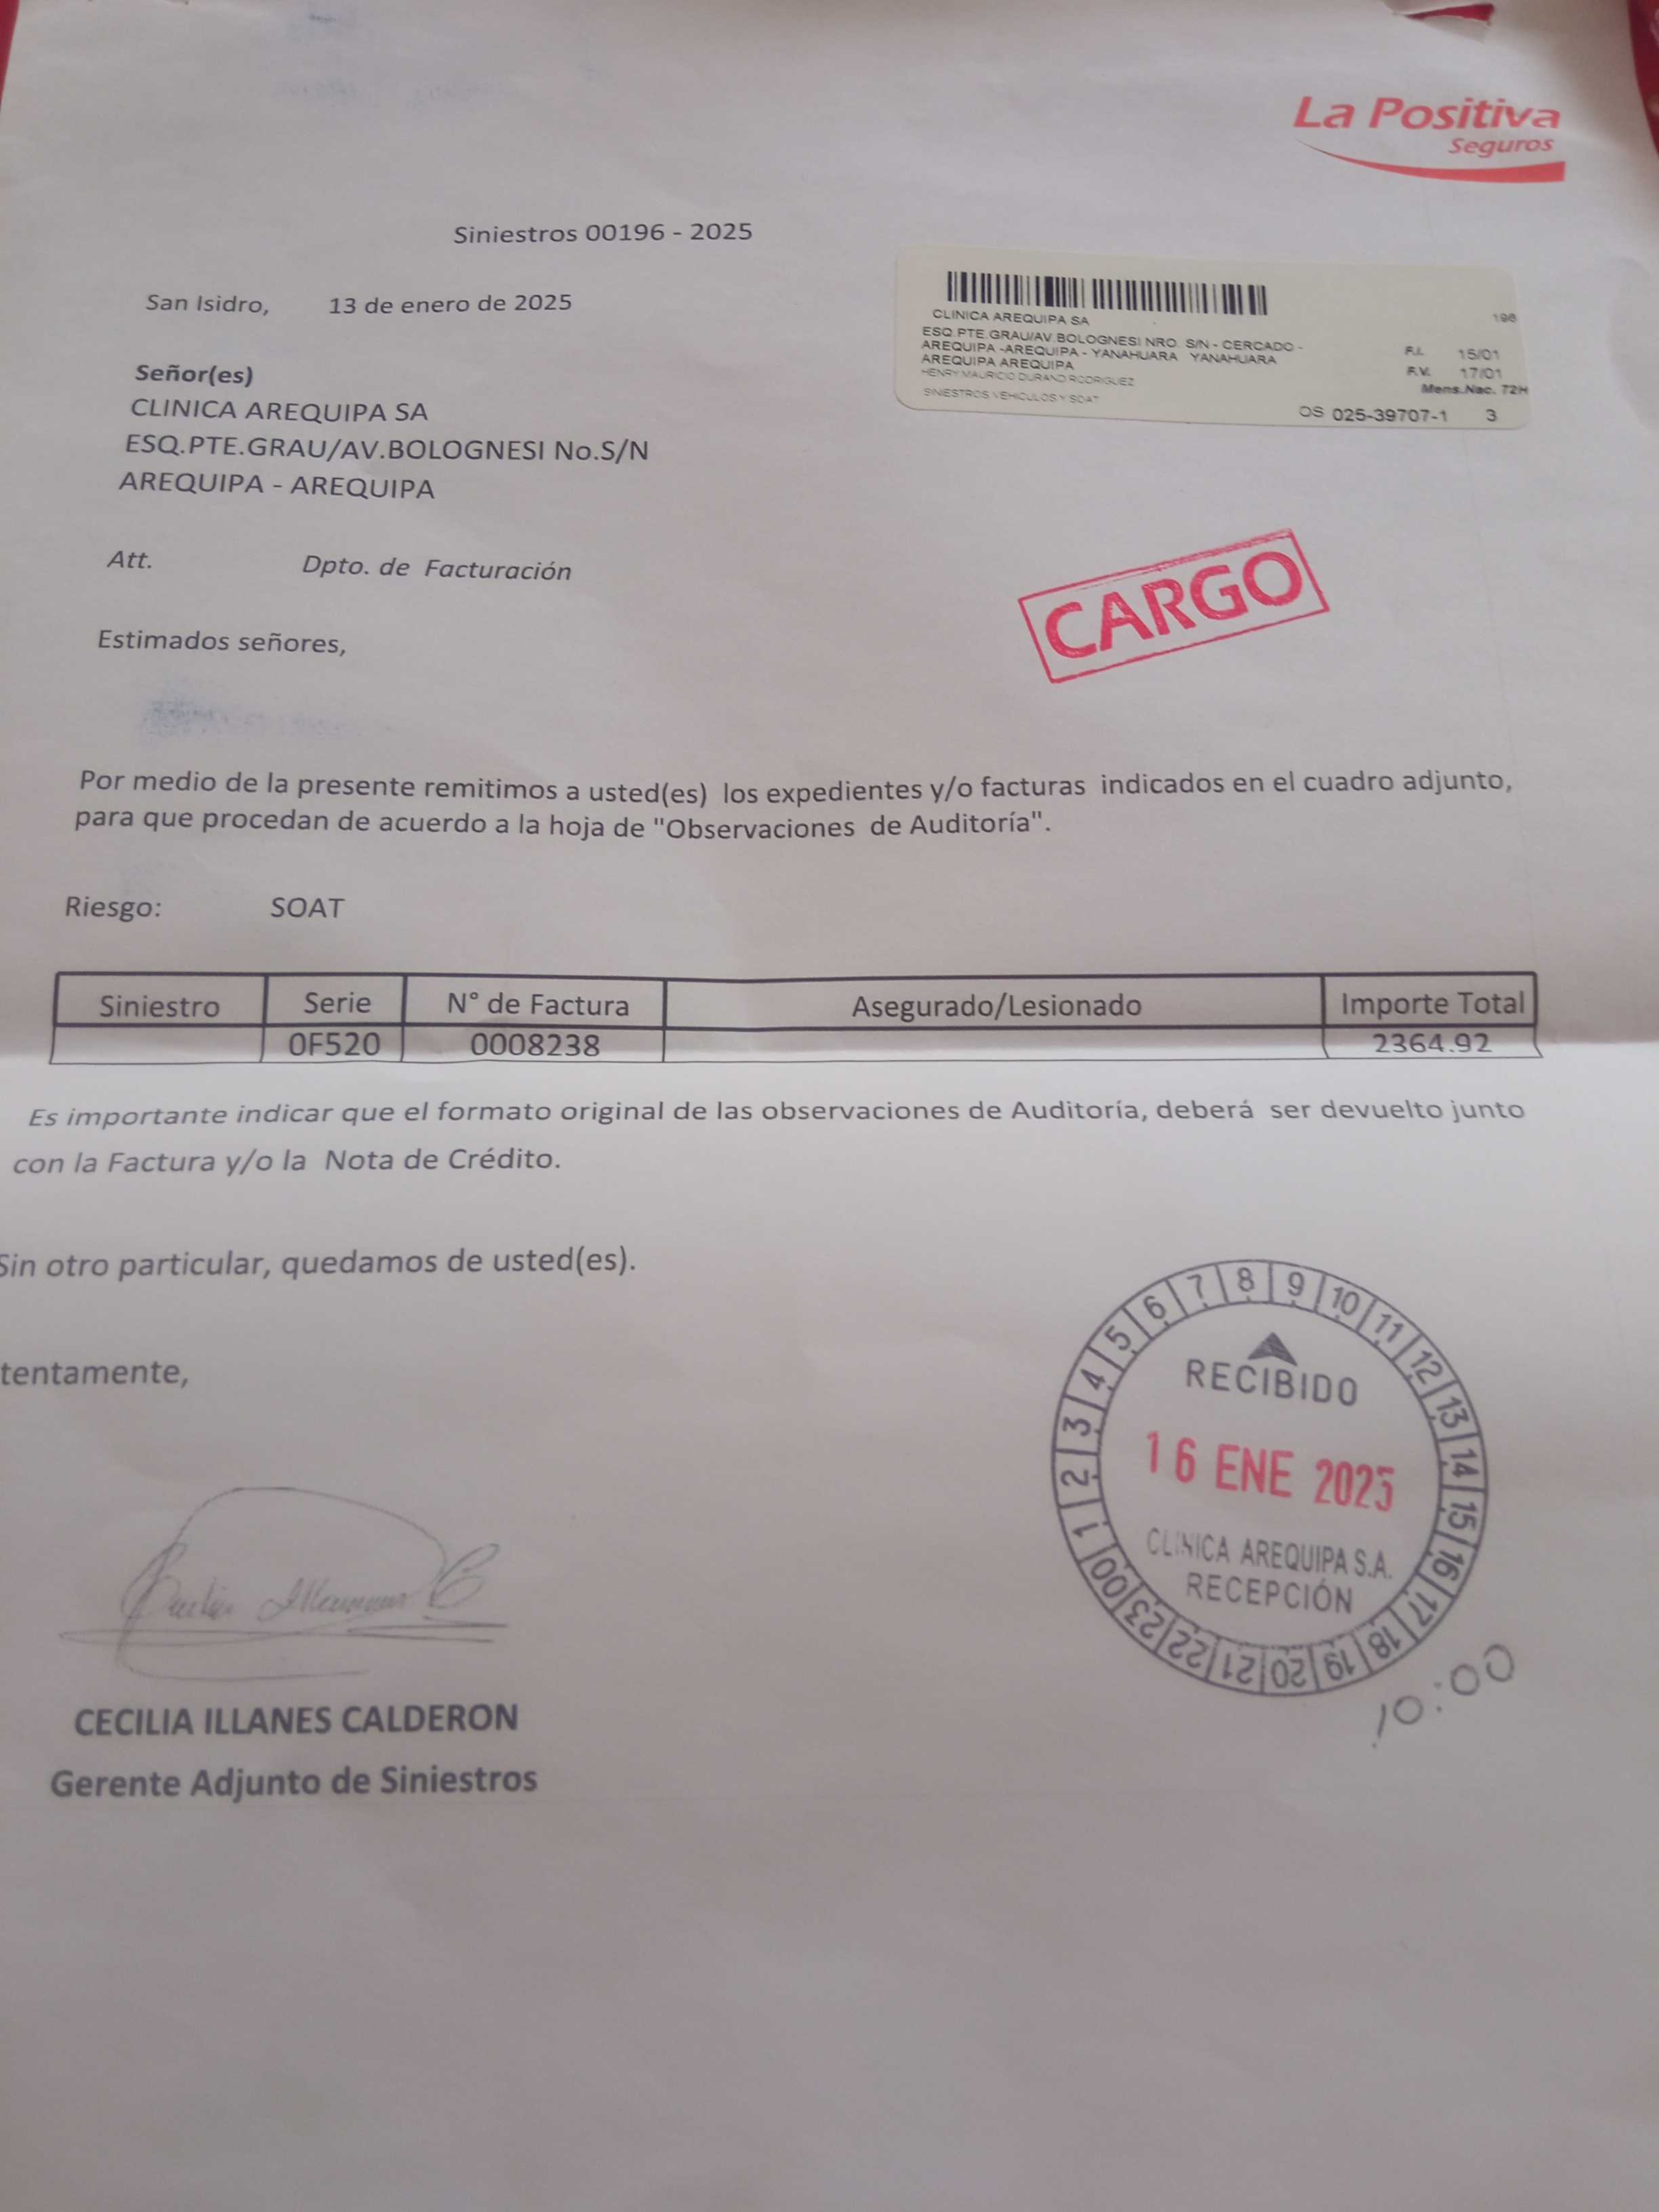 La Positiva
Seguros
Siniestros 00196 - 2025
San Isidro, 13 de enero de 2025
CLINICA AREQUIPA SA
198
ESQ.PTE.GRAU/AV.BOLOGNESI NRO. S/N - CERCADO -
AREQUIPA -AREQUIPA - YANAHUARA YANAHUARA
AREQUIPA AREQUIPA
HENRY MAURICIO DURAND RODRIGUEZ
SINIESTROS VEHICULOS Y SOAT
F.I. 15/01
F.V. 17/01
Mens.Nac. 72H
OS 025-39707-1 3
Señor(es)
CLINICA AREQUIPA SA
ESQ.PTE.GRAU/AV.BOLOGNESI No.S/N
AREQUIPA - AREQUIPA
Att. Dpto. de Facturación
CARGO
Estimados señores,
Por medio de la presente remitimos a usted(es) los expedientes y/o facturas indicados en el cuadro adjunto,
para que procedan de acuerdo a la hoja de "Observaciones de Auditoría".
Riesgo: SOAT
Siniestro Serie N° de Factura Asegurado/Lesionado Importe Total
0F520 0008238 2364.92
Es importante indicar que el formato original de las observaciones de Auditoría, deberá ser devuelto junto
con la Factura y/o la Nota de Crédito.
Sin otro particular, quedamos de usted(es).
tentamente,
00 1 2 3 4 5 6 7 8 9 10 11 12 13 14 15 16 17 18 19 20 21 22 23
RECIBIDO
16 ENE 2025
CLINICA AREQUIPA S.A.
RECEPCIÓN
10:00
CECILIA ILLANES CALDERON
Gerente Adjunto de Siniestros